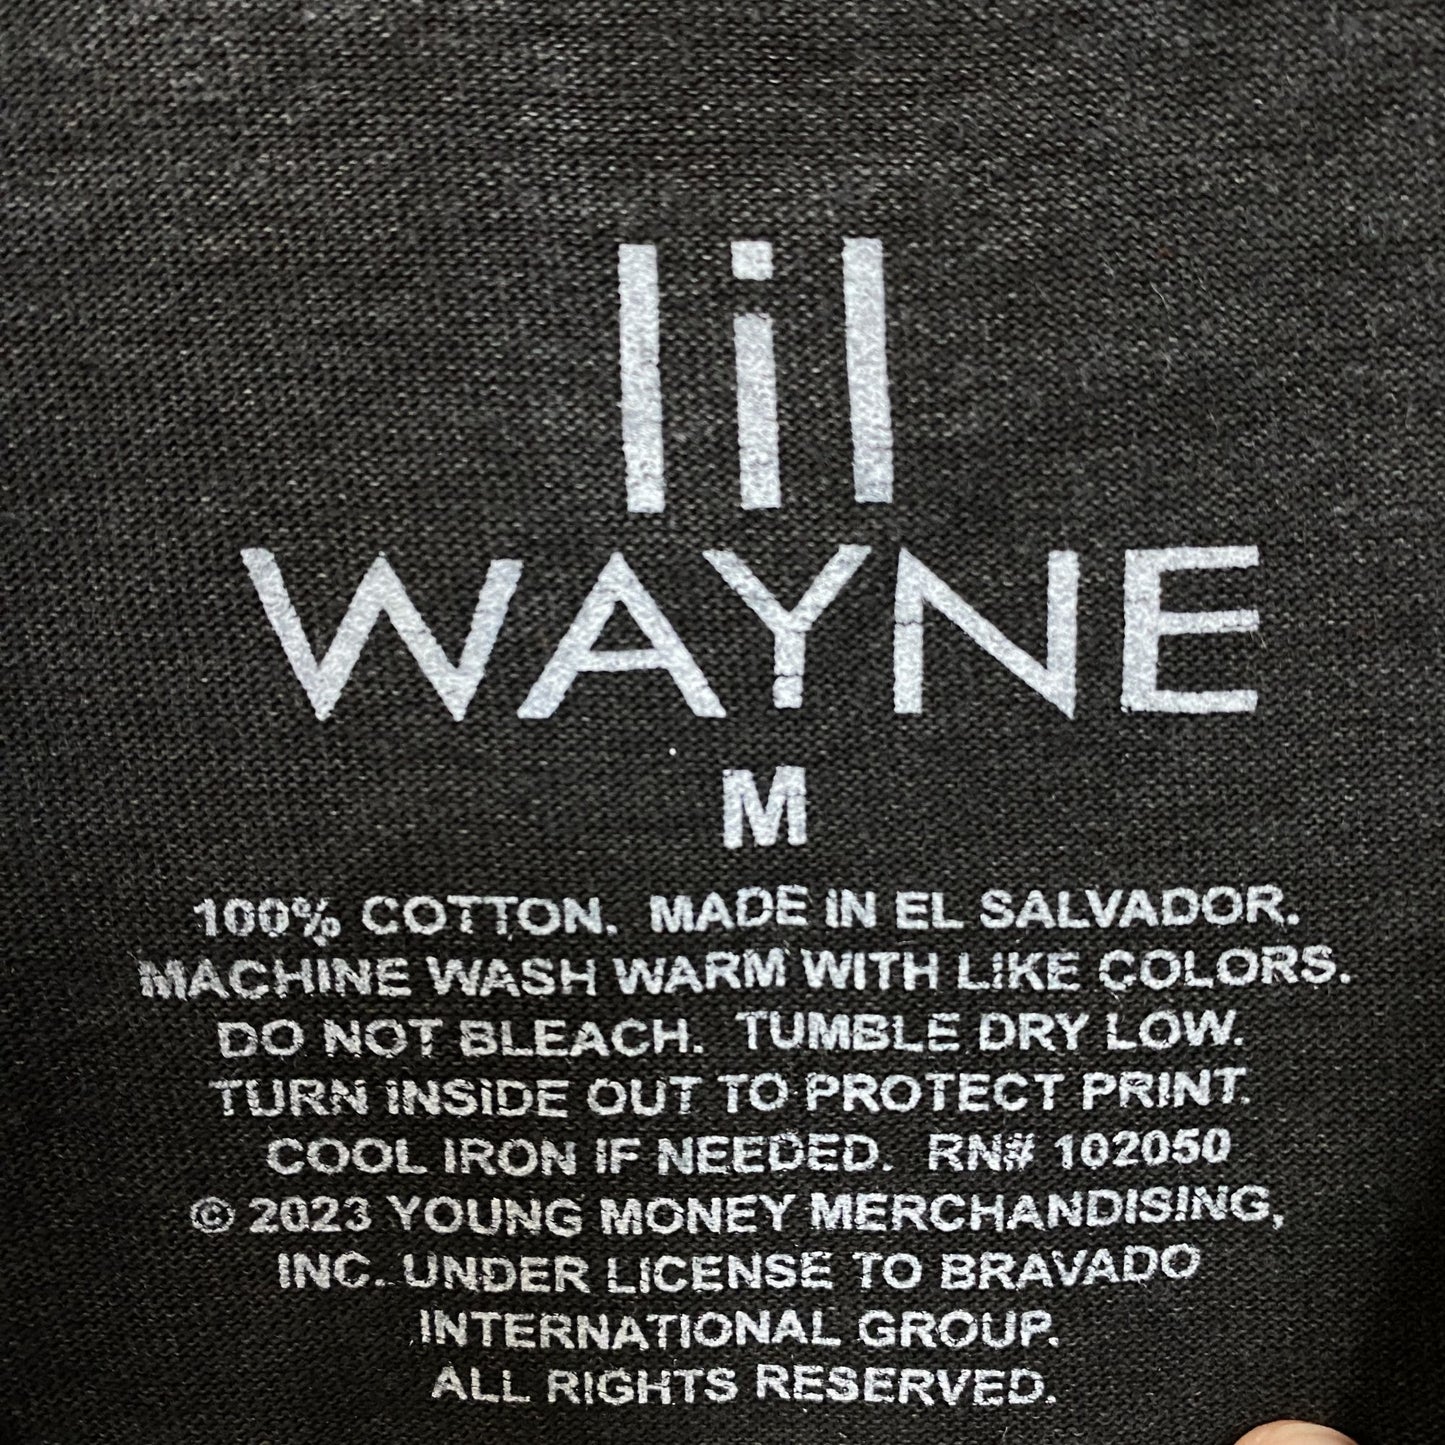 lil
WAYNE
M
100% COTTON. MADE IN EL SALVADOR.
MACHINE WASH WARM WITH LIKE COLORS.
DO NOT BLEACH. TUMBLE DRY LOW.
TURN INSIDE OUT TO PROTECT PRINT.
COOL IRON IF NEEDED. RN# 102050
© 2023 YOUNG MONEY MERCHANDISING,
INC. UNDER LICENSE TO BRAVADO
INTERNATIONAL GROUP.
ALL RIGHTS RESERVED.